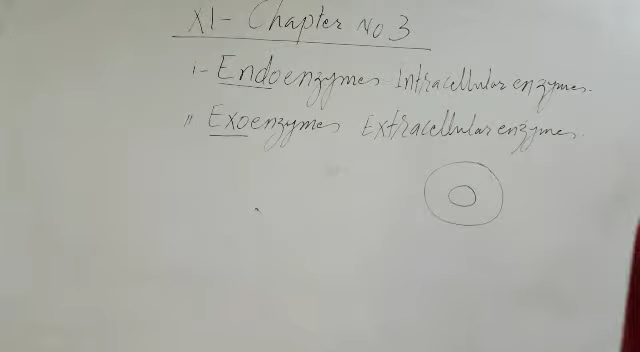 XI- Chapter No 3
i- Endoenzymes Intracellular enzymes.
ii Exoenzymes Extracellular enzymes.